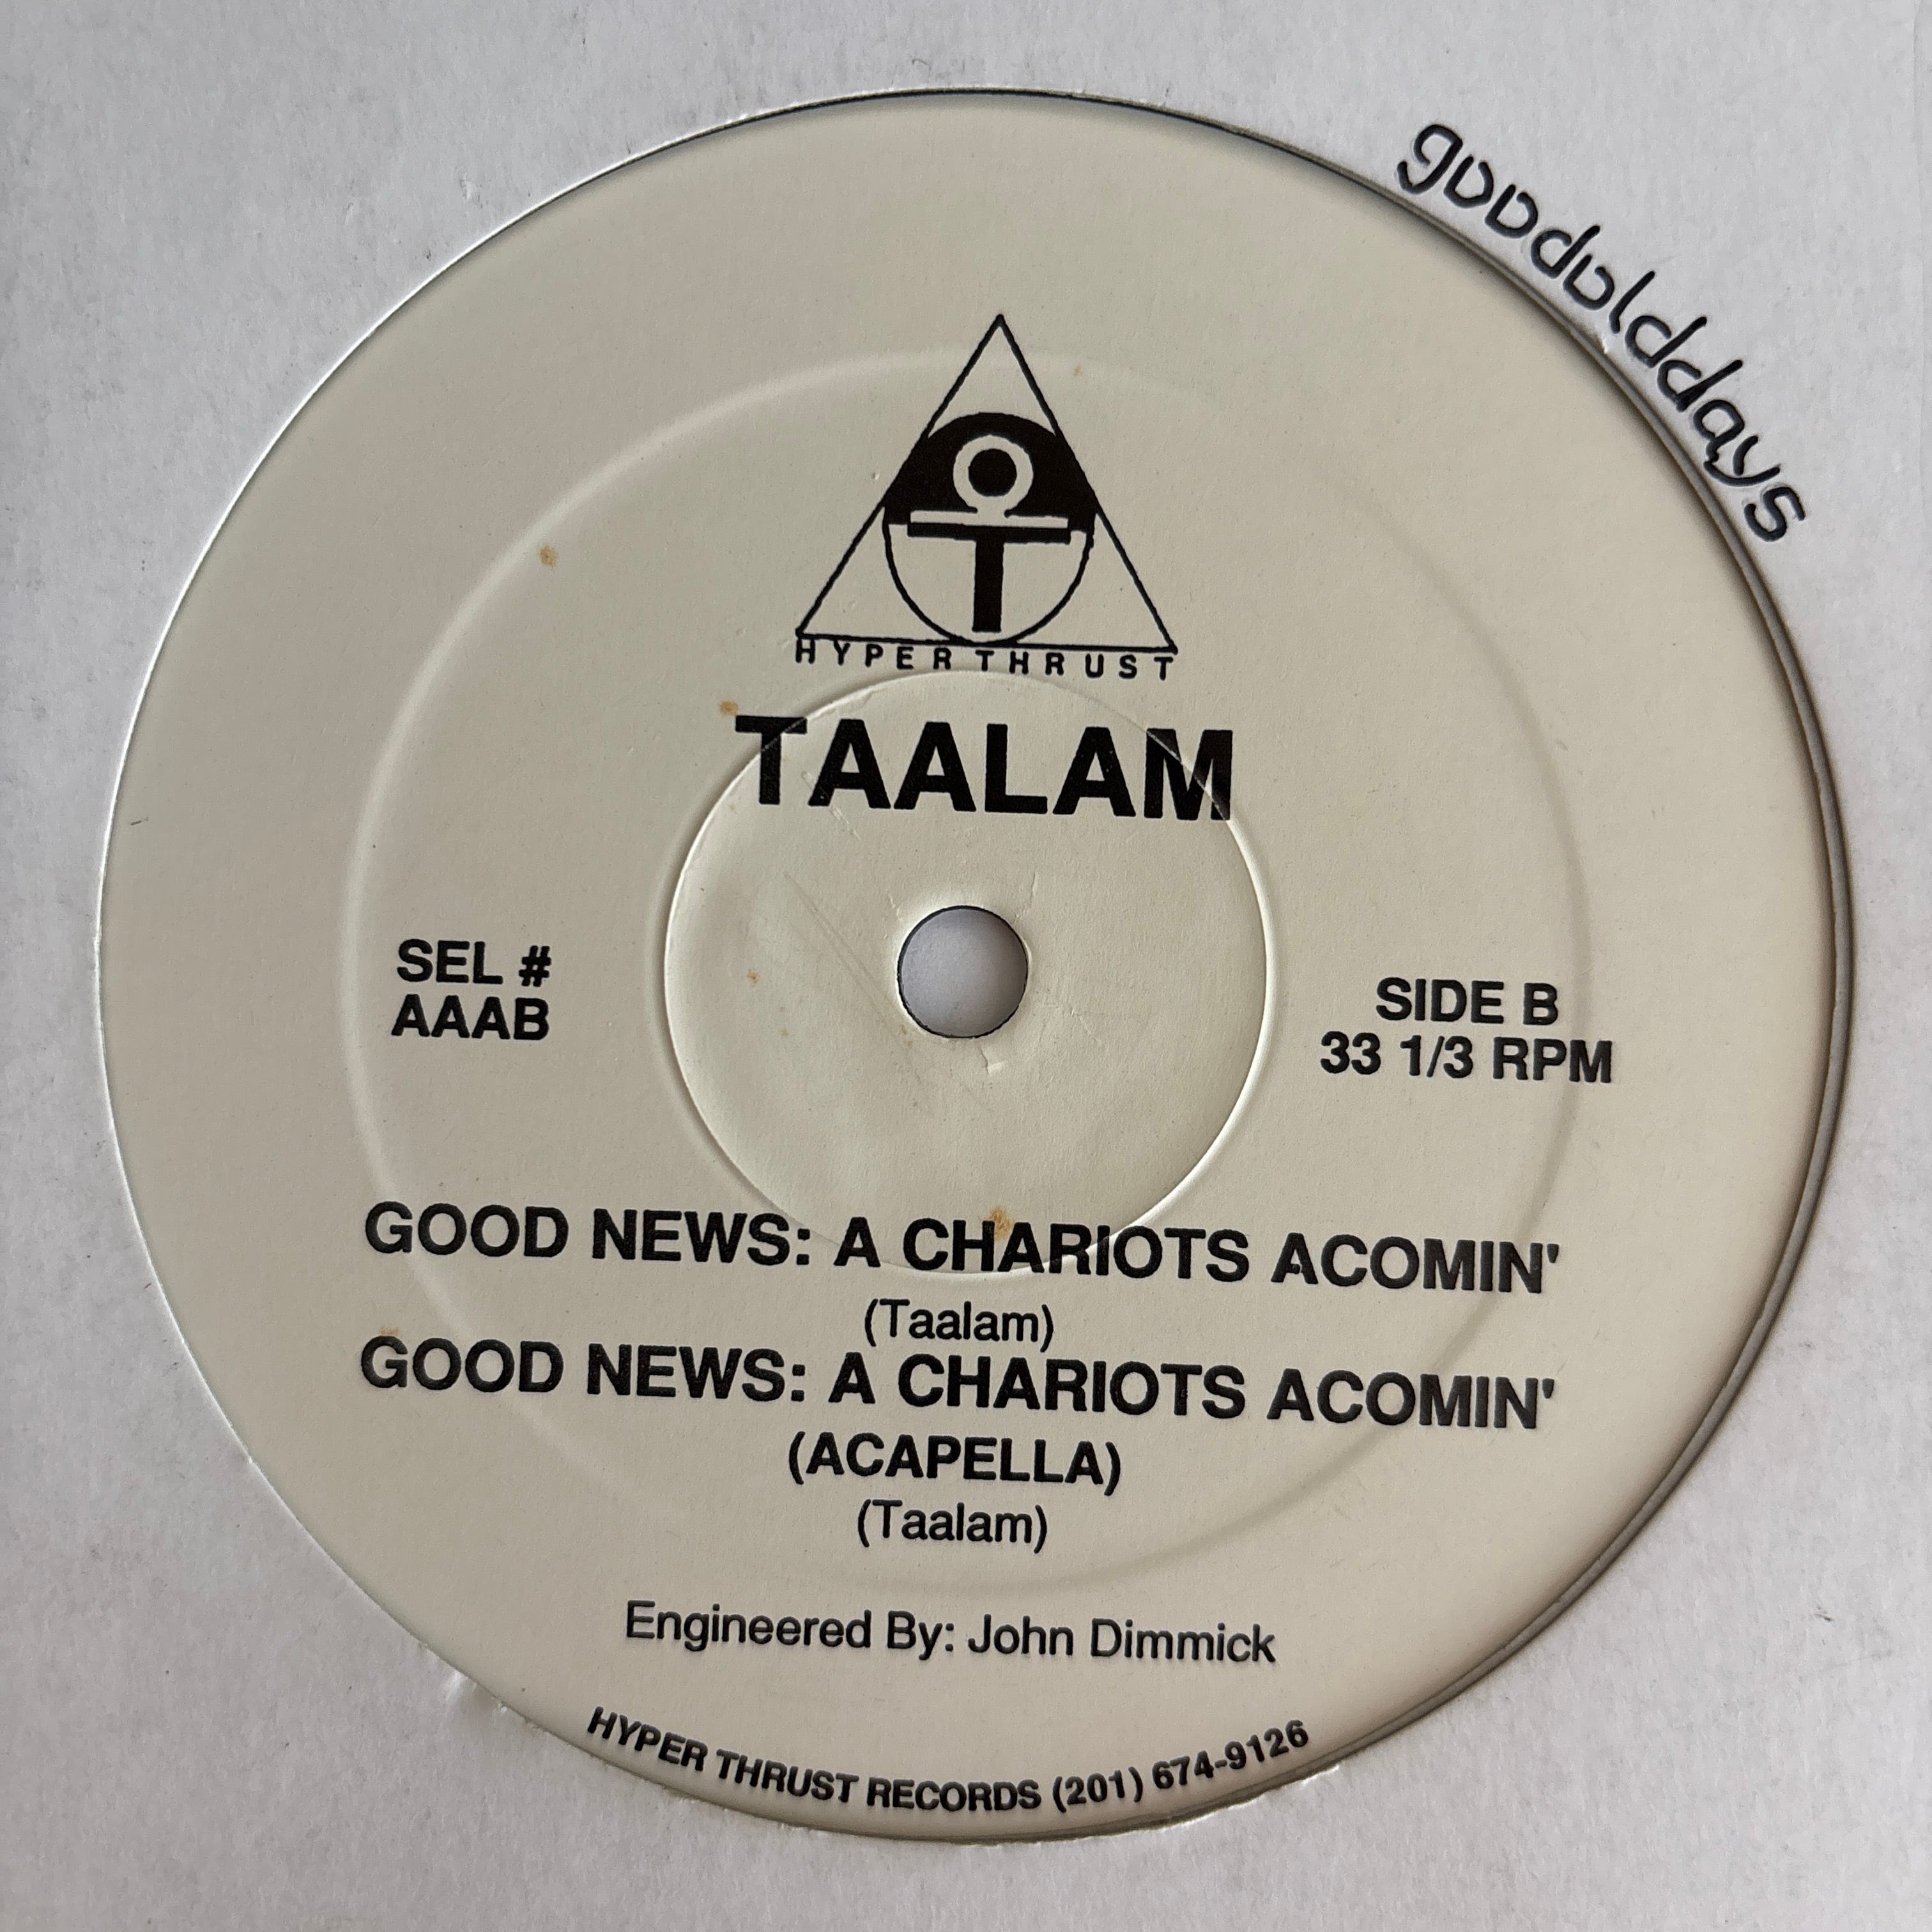 goodolddays
HYPER THRUST
TAALAM
SEL #
AAAB
SIDE B
33 1/3 RPM
GOOD NEWS: A CHARIOTS ACOMIN'
(Taalam)
GOOD NEWS: A CHARIOTS ACOMIN'
(ACAPELLA)
(Taalam)
Engineered By: John Dimmick
HYPER THRUST RECORDS (201) 674-9126